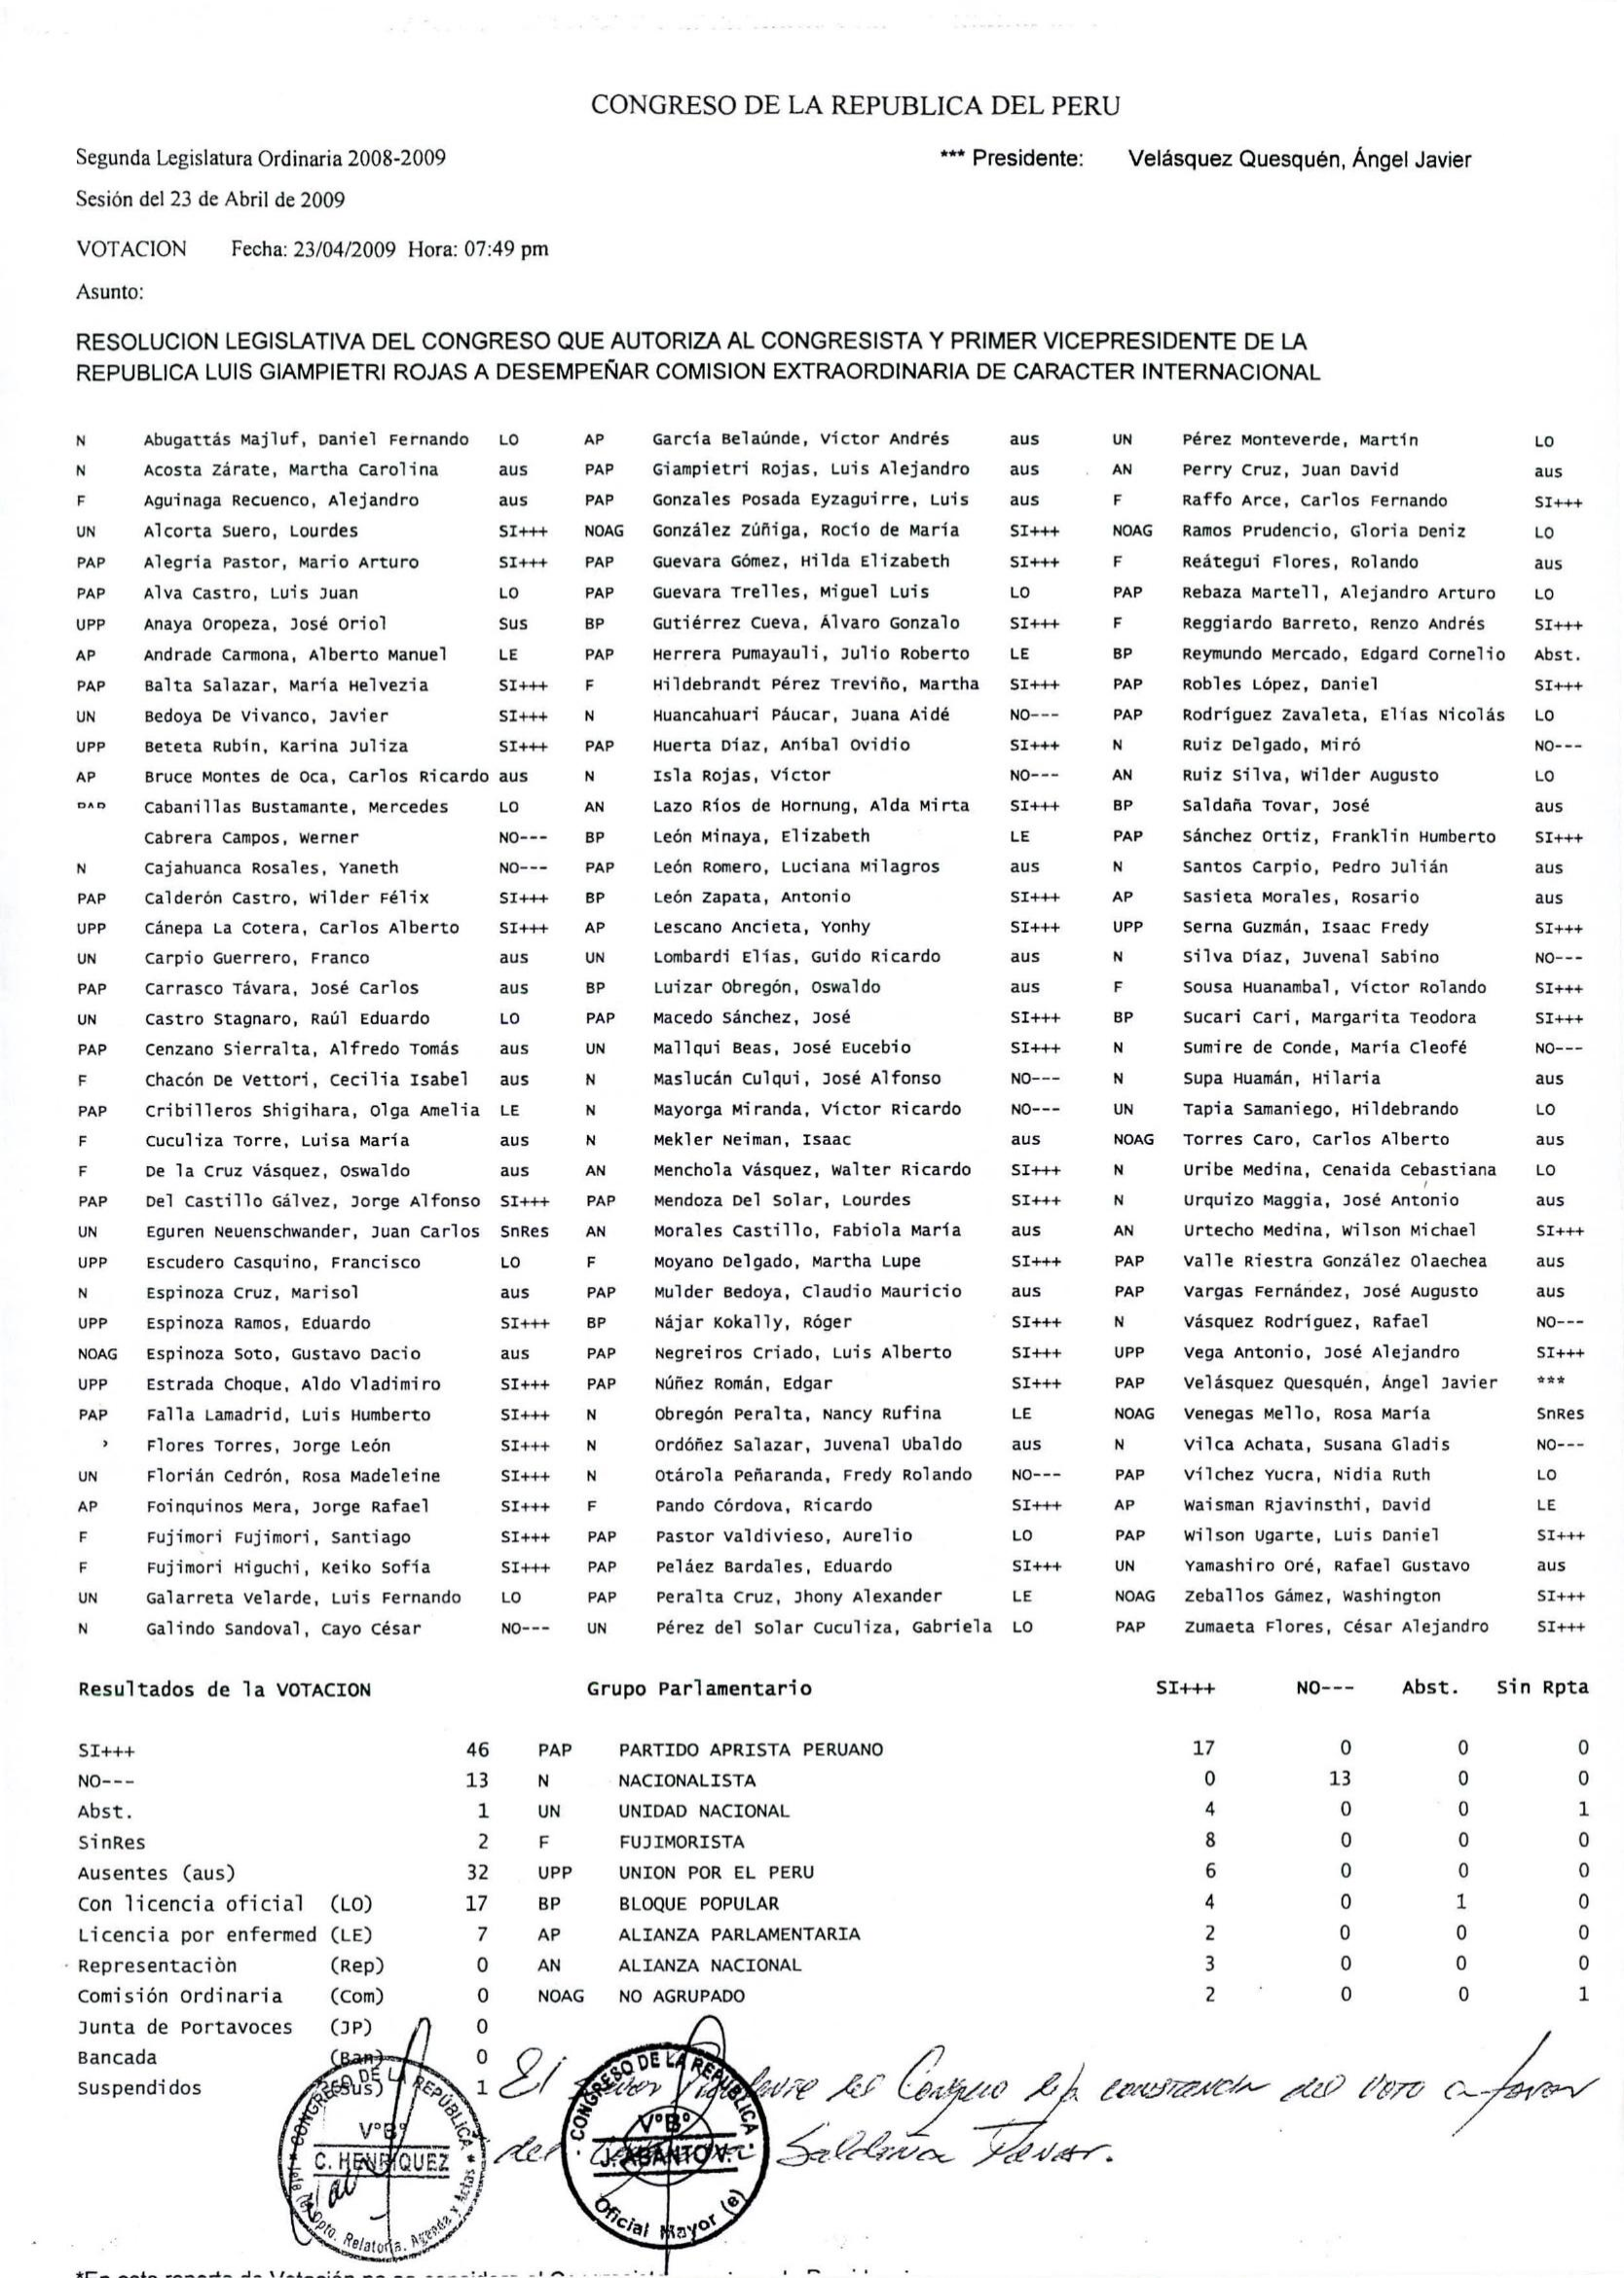 CONGRESO DE LA REPUBLICA DEL PERU
Segunda Legislatura Ordinaria 2008-2009 *** Presidente: Velásquez Quesquén, Ángel Javier
Sesión del 23 de Abril de 2009
VOTACION Fecha: 23/04/2009 Hora: 07:49 pm
Asunto:
RESOLUCION LEGISLATIVA DEL CONGRESO QUE AUTORIZA AL CONGRESISTA Y PRIMER VICEPRESIDENTE DE LA
REPUBLICA LUIS GIAMPIETRI ROJAS A DESEMPEÑAR COMISION EXTRAORDINARIA DE CARACTER INTERNACIONAL
N Abugattás Majluf, Daniel Fernando LO AP García Belaúnde, Víctor Andrés aus UN Pérez Monteverde, Martín LO
N Acosta Zárate, Martha Carolina aus PAP Giampietri Rojas, Luis Alejandro aus AN Perry Cruz, Juan David aus
F Aguinaga Recuenco, Alejandro aus PAP Gonzales Posada Eyzaguirre, Luis aus F Raffo Arce, Carlos Fernando SI+++
UN Alcorta Suero, Lourdes SI+++ NOAG González Zúñiga, Rocío de María SI+++ NOAG Ramos Prudencio, Gloria Deniz LO
PAP Alegría Pastor, Mario Arturo SI+++ PAP Guevara Gómez, Hilda Elizabeth SI+++ F Reátegui Flores, Rolando aus
PAP Alva Castro, Luis Juan LO PAP Guevara Trelles, Miguel Luis LO PAP Rebaza Martell, Alejandro Arturo LO
UPP Anaya Oropeza, José Oriol Sus BP Gutiérrez Cueva, Álvaro Gonzalo SI+++ F Reggiardo Barreto, Renzo Andrés SI+++
AP Andrade Carmona, Alberto Manuel LE PAP Herrera Pumayauli, Julio Roberto LE BP Reymundo Mercado, Edgard Cornelio Abst.
PAP Balta Salazar, María Helvezia SI+++ F Hildebrandt Pérez Treviño, Martha SI+++ PAP Robles López, Daniel SI+++
UN Bedoya De Vivanco, Javier SI+++ N Huancahuari Páucar, Juana Aidé NO--- PAP Rodríguez Zavaleta, Elías Nicolás LO
UPP Beteta Rubín, Karina Juliza SI+++ PAP Huerta Díaz, Aníbal Ovidio SI+++ N Ruiz Delgado, Miró NO---
AP Bruce Montes de Oca, Carlos Ricardo aus N Isla Rojas, Víctor NO--- AN Ruiz Silva, Wilder Augusto LO
PAP Cabanillas Bustamante, Mercedes LO AN Lazo Ríos de Hornung, Alda Mirta SI+++ BP Saldaña Tovar, José aus
Cabrera Campos, Werner NO--- BP León Minaya, Elizabeth LE PAP Sánchez Ortiz, Franklin Humberto SI+++
N Cajahuanca Rosales, Yaneth NO--- PAP León Romero, Luciana Milagros aus N Santos Carpio, Pedro Julián aus
PAP Calderón Castro, Wilder Félix SI+++ BP León Zapata, Antonio SI+++ AP Sasieta Morales, Rosario aus
UPP Cánepa La Cotera, Carlos Alberto SI+++ AP Lescano Ancieta, Yonhy SI+++ UPP Serna Guzmán, Isaac Fredy SI+++
UN Carpio Guerrero, Franco aus UN Lombardi Elías, Guido Ricardo aus N Silva Díaz, Juvenal Sabino NO---
PAP Carrasco Távara, José Carlos aus BP Luizar Obregón, Oswaldo aus F Sousa Huanambal, Víctor Rolando SI+++
UN Castro Stagnaro, Raúl Eduardo LO PAP Macedo Sánchez, José SI+++ BP Sucari Cari, Margarita Teodora SI+++
PAP Cenzano Sierralta, Alfredo Tomás aus UN Mallqui Beas, José Eucebio SI+++ N Sumire de Conde, María Cleofé NO---
F Chacón De Vettori, Cecilia Isabel aus N Maslucán Culqui, José Alfonso NO--- N Supa Huamán, Hilaria aus
PAP Cribilleros Shigihara, Olga Amelia LE N Mayorga Miranda, Víctor Ricardo NO--- UN Tapia Samaniego, Hildebrando LO
F Cuculiza Torre, Luisa María aus N Mekler Neiman, Isaac aus NOAG Torres Caro, Carlos Alberto aus
F De la Cruz Vásquez, Oswaldo aus AN Menchola Vásquez, Walter Ricardo SI+++ N Uribe Medina, Cenaida Cebastiana LO
PAP Del Castillo Gálvez, Jorge Alfonso SI+++ PAP Mendoza Del Solar, Lourdes SI+++ N Urquizo Maggia, José Antonio aus
UN Eguren Neuenschwander, Juan Carlos SnRes AN Morales Castillo, Fabiola María aus AN Urtecho Medina, Wilson Michael SI+++
UPP Escudero Casquino, Francisco LO F Moyano Delgado, Martha Lupe SI+++ PAP Valle Riestra González Olaechea aus
N Espinoza Cruz, Marisol aus PAP Mulder Bedoya, Claudio Mauricio aus PAP Vargas Fernández, José Augusto aus
UPP Espinoza Ramos, Eduardo SI+++ BP Nájar Kokally, Róger SI+++ N Vásquez Rodríguez, Rafael NO---
NOAG Espinoza Soto, Gustavo Dacio aus PAP Negreiros Criado, Luis Alberto SI+++ UPP Vega Antonio, José Alejandro SI+++
UPP Estrada Choque, Aldo Vladimiro SI+++ PAP Núñez Román, Edgar SI+++ PAP Velásquez Quesquén, Ángel Javier ***
PAP Falla Lamadrid, Luis Humberto SI+++ N Obregón Peralta, Nancy Rufina LE NOAG Venegas Mello, Rosa María SnRes
Flores Torres, Jorge León SI+++ N Ordóñez Salazar, Juvenal Ubaldo aus N Vilca Achata, Susana Gladis NO---
UN Florián Cedrón, Rosa Madeleine SI+++ N Otárola Peñaranda, Fredy Rolando NO--- PAP Vílchez Yucra, Nidia Ruth LO
AP Foinquinos Mera, Jorge Rafael SI+++ F Pando Córdova, Ricardo SI+++ AP Waisman Rjavinsthi, David LE
F Fujimori Fujimori, Santiago SI+++ PAP Pastor Valdivieso, Aurelio LO PAP Wilson Ugarte, Luis Daniel SI+++
F Fujimori Higuchi, Keiko Sofía SI+++ PAP Peláez Bardales, Eduardo SI+++ UN Yamashiro Oré, Rafael Gustavo aus
UN Galarreta Velarde, Luis Fernando LO PAP Peralta Cruz, Jhony Alexander LE NOAG Zeballos Gámez, Washington SI+++
N Galindo Sandoval, Cayo César NO--- UN Pérez del Solar Cuculiza, Gabriela LO PAP Zumaeta Flores, César Alejandro SI+++
Resultados de la VOTACION Grupo Parlamentario SI+++ NO--- Abst. Sin Rpta
SI+++ 46 PAP PARTIDO APRISTA PERUANO 17 0 0 0
NO--- 13 N NACIONALISTA 0 13 0 0
Abst. 1 UN UNIDAD NACIONAL 4 0 0 1
SinRes 2 F FUJIMORISTA 8 0 0 0
Ausentes (aus) 32 UPP UNION POR EL PERU 6 0 0 0
Con licencia oficial (LO) 17 BP BLOQUE POPULAR 4 0 1 0
Licencia por enfermed (LE) 7 AP ALIANZA PARLAMENTARIA 2 0 0 0
Representaciòn (Rep) 0 AN ALIANZA NACIONAL 3 0 0 0
Comisión Ordinaria (Com) 0 NOAG NO AGRUPADO 2 0 0 1
Junta de Portavoces (JP) 0
Bancada (Ban) 0
Suspendidos (Sus) 1
El del Congreso deja constancia del voto a favor
del Saldaña Tovar.
CONGRESO DE LA REPUBLICA
V°B°
C. HENRIQUEZ
Dpto. Relatoría, Agenda y Actas
CONGRESO DE LA REPUBLICA
V°B°
J. ABANTO V.
Oficial Mayor (e)